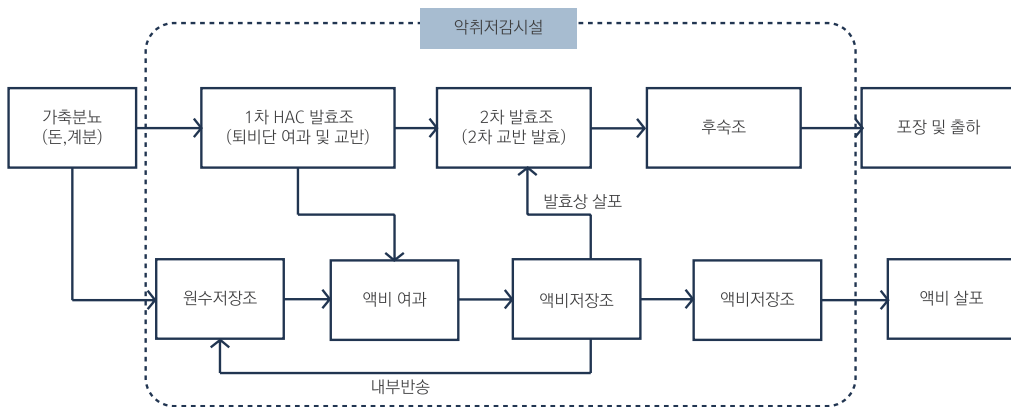 악취저감시설
가축분뇨
(돈,계분)
1차 HAC 발효조
(퇴비단 여과 및 교반)
2차 발효조
(2차 교반 발효)
후숙조
포장 및 출하
발효상 살포
원수저장조
액비 여과
액비저장조
액비저장조
액비 살포
내부반송